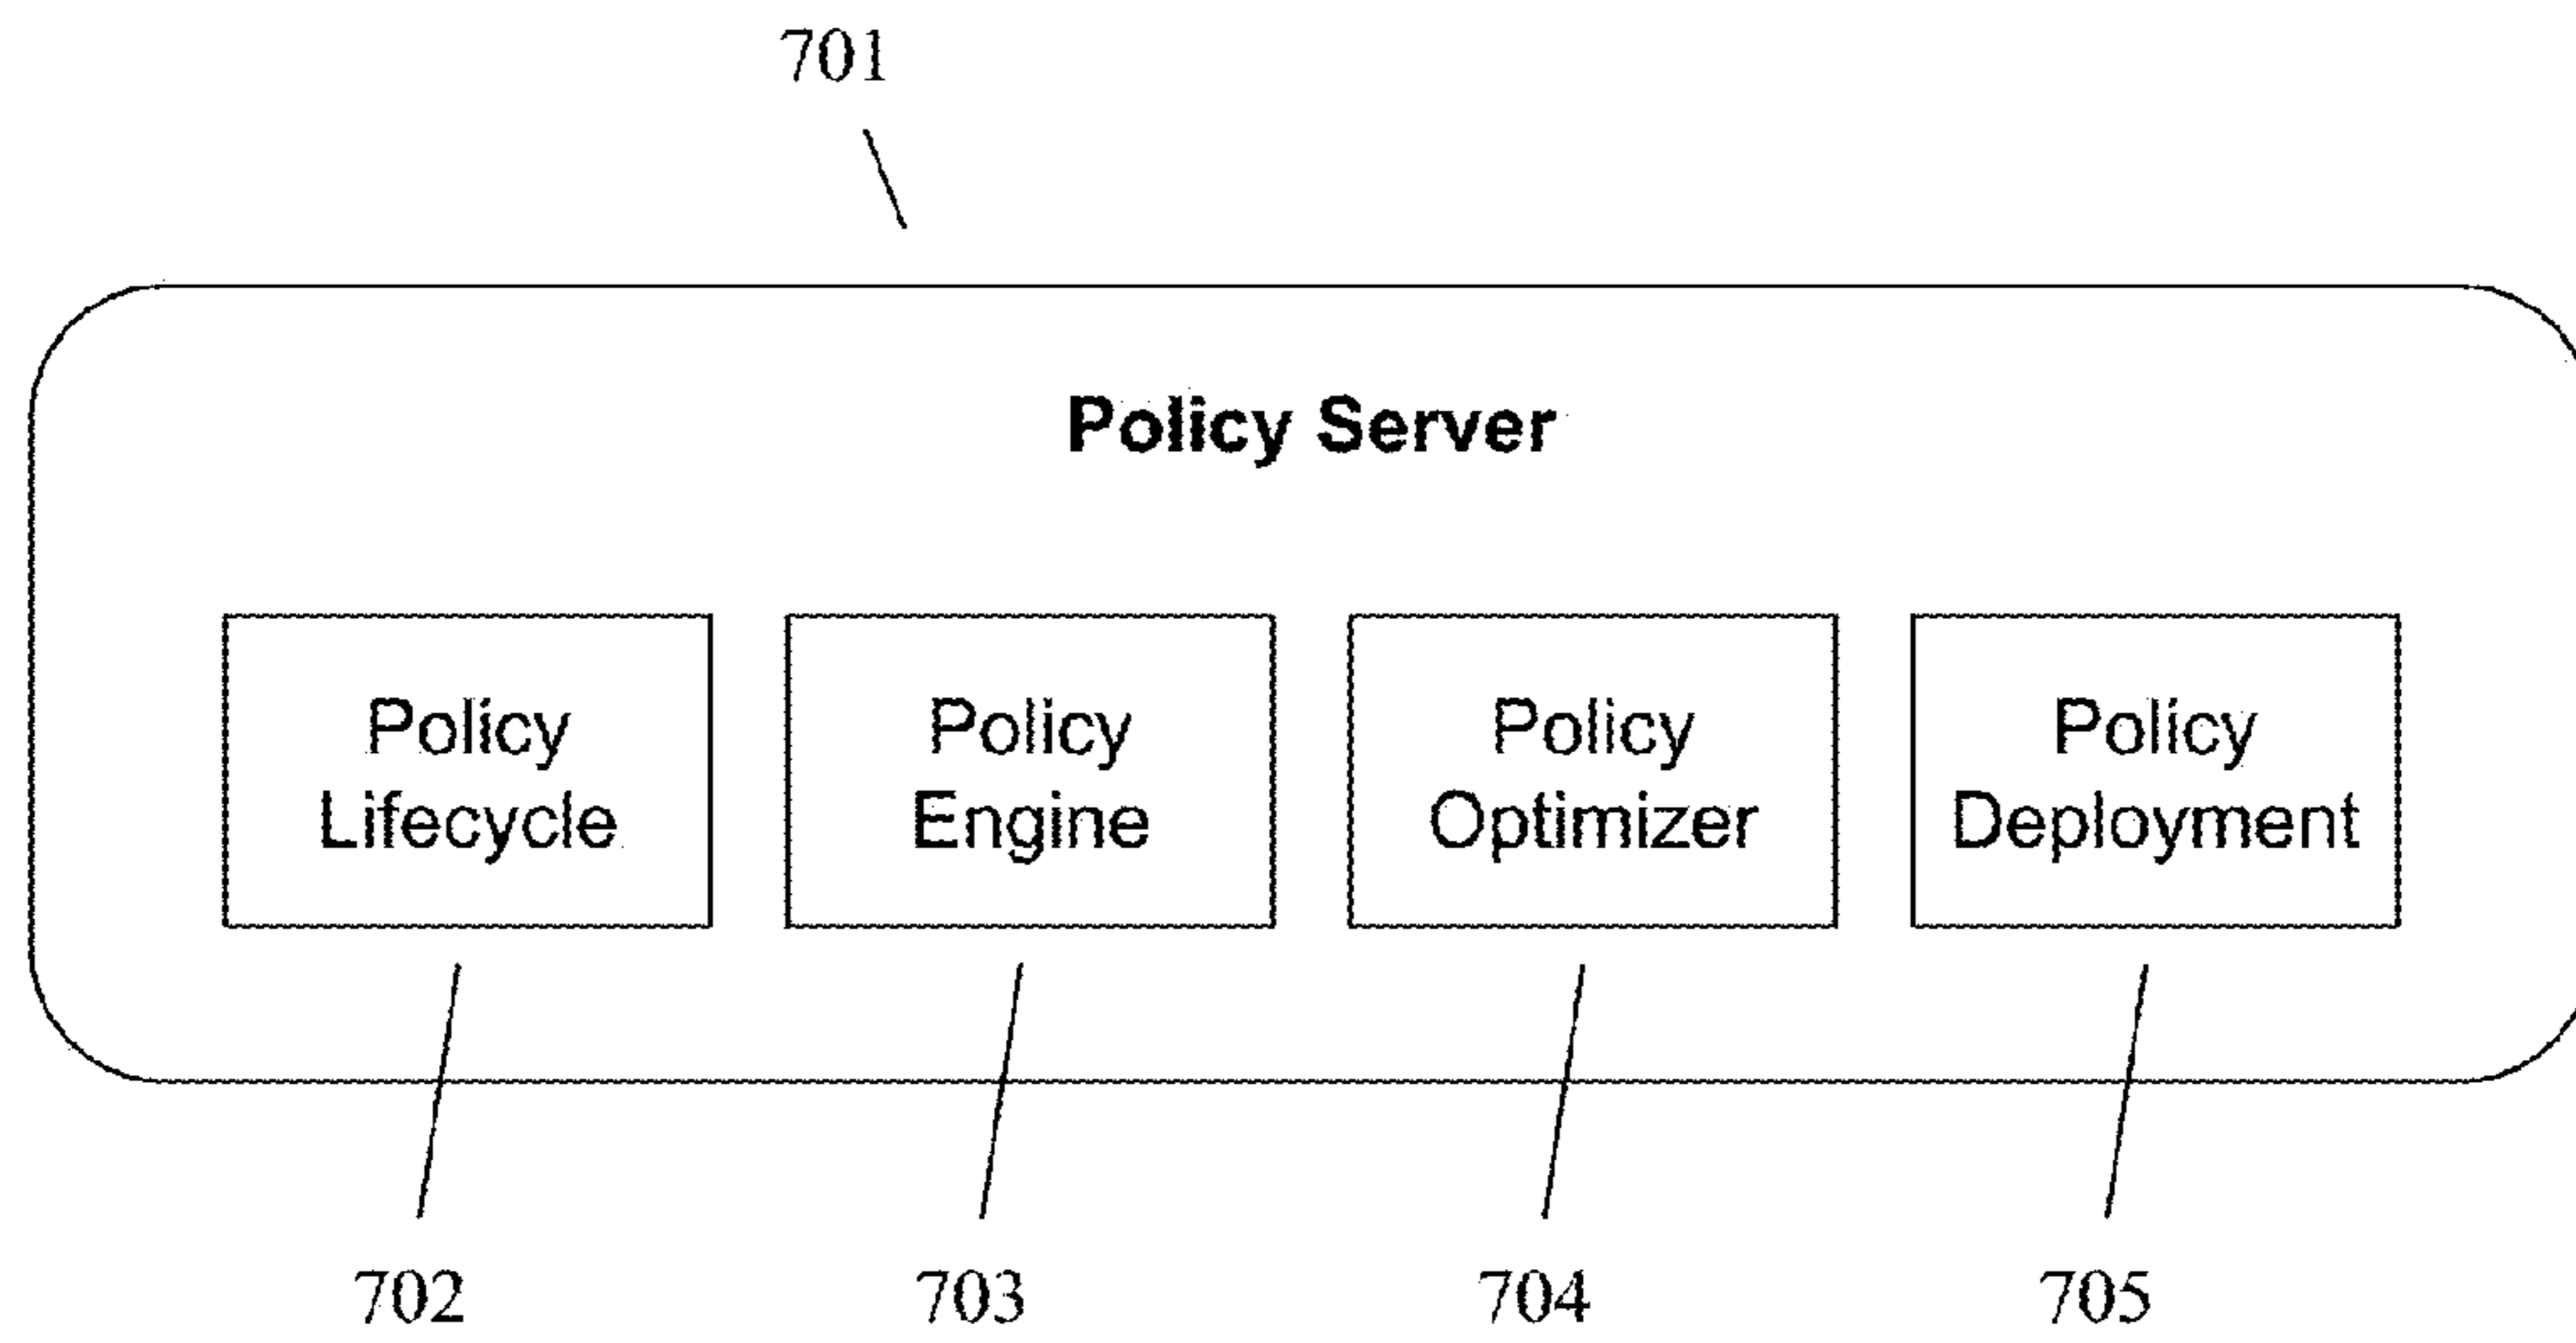 701
Policy Server
Policy
Lifecycle
Policy
Engine
Policy
Optimizer
Policy
Deployment
702
703
704
705